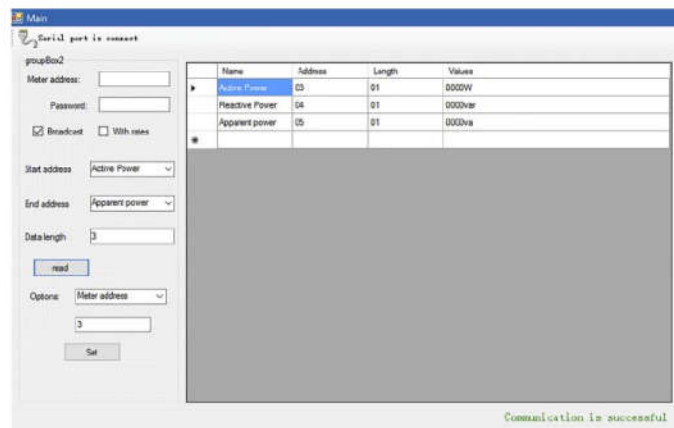 Main
Serial port is connect
groupBox2
Meter address:
Password:
Broadcast
With rates
Start address
Active Power
End address
Apparent power
Data length
3
read
Options:
Meter address
3
Set
Name Address Length Values
Active Power 03 01 0000W
Reactive Power 04 01 0000var
Apparent power 05 01 0000va
Communication is successful